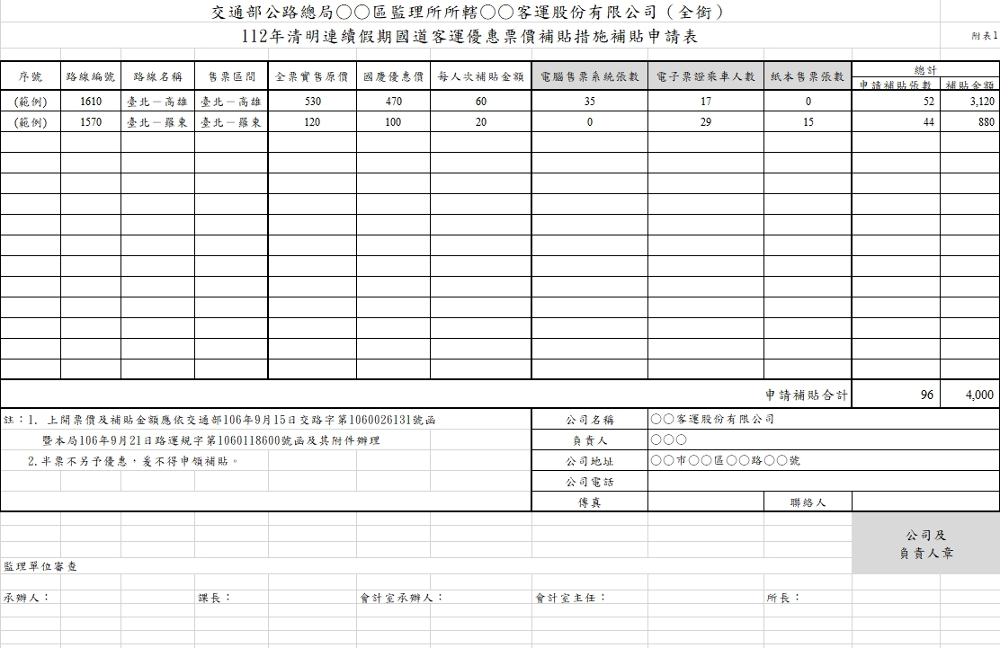 交通部公路總局○○區監理所所轄○○客運股份有限公司（全銜）
112年清明連續假期國道客運優惠票價補貼措施補貼申請表
附表1
序號 路線編號 路線名稱 售票區間 全票實售原價 國慶優惠價 每人次補貼金額 電腦售票系統張數 電子票證乘車人數 紙本售票張數 總計
申請補貼張數 補貼金額
(範例) 1610 臺北－高雄 臺北－高雄 530 470 60 35 17 0 52 3,120
(範例) 1570 臺北－羅東 臺北－羅東 120 100 20 0 29 15 44 880
申請補貼合計 96 4,000
註：1. 上開票價及補貼金額應依交通部106年9月15日交路字第1060026131號函
暨本局106年9月21日路運規字第1060118600號函及其附件辦理
2.半票不另予優惠，爰不得申領補貼。
公司名稱 ○○客運股份有限公司
負責人 ○○○
公司地址 ○○市○○區○○路○○號
公司電話
傳真 聯絡人
公司及
負責人章
監理單位審查
承辦人： 課長： 會計室承辦人： 會計室主任： 所長：